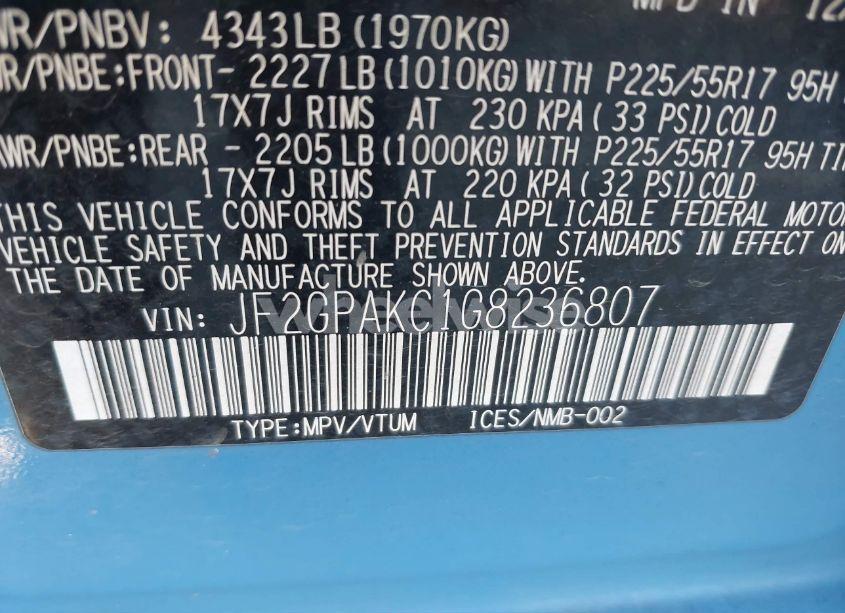 WR/PNBV: 4343LB (1970KG)
WR/PNBE:FRONT- 2227 LB (1010KG) WITH P225/55R17 95H
17X7J RIMS AT 230 KPA ( 33 PSI) COLD
AWR/PNBE:REAR - 2205 LB (1000KG) WITH P225/55R17 95H TI
17X7J RIMS AT 220 KPA ( 32 PSI) COLD
THIS VEHICLE CONFORMS TO ALL APPLICABLE FEDERAL MOTOR
VEHICLE SAFETY AND THEFT PREVENTION STANDARDS IN EFFECT ON
THE DATE OF MANUFACTURE SHOWN ABOVE.
VIN: JF2GPAKC1G8236807
TYPE:MPV/VTUM ICES/NMB-002